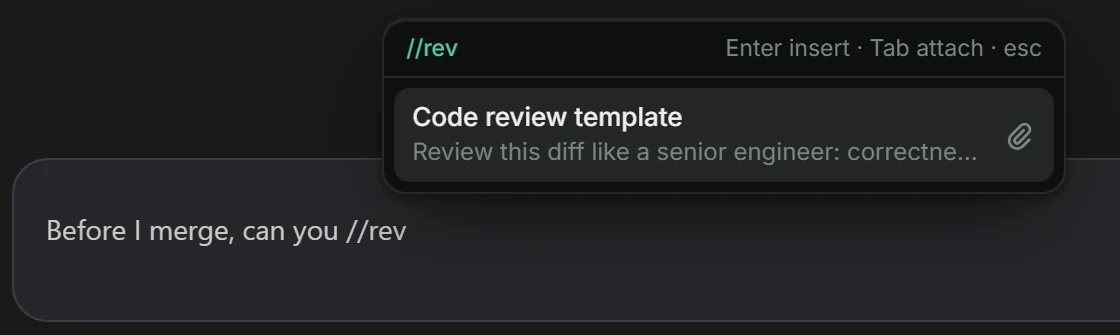 //rev
Enter insert · Tab attach · esc
Code review template
Review this diff like a senior engineer: correctne...
Before I merge, can you //rev